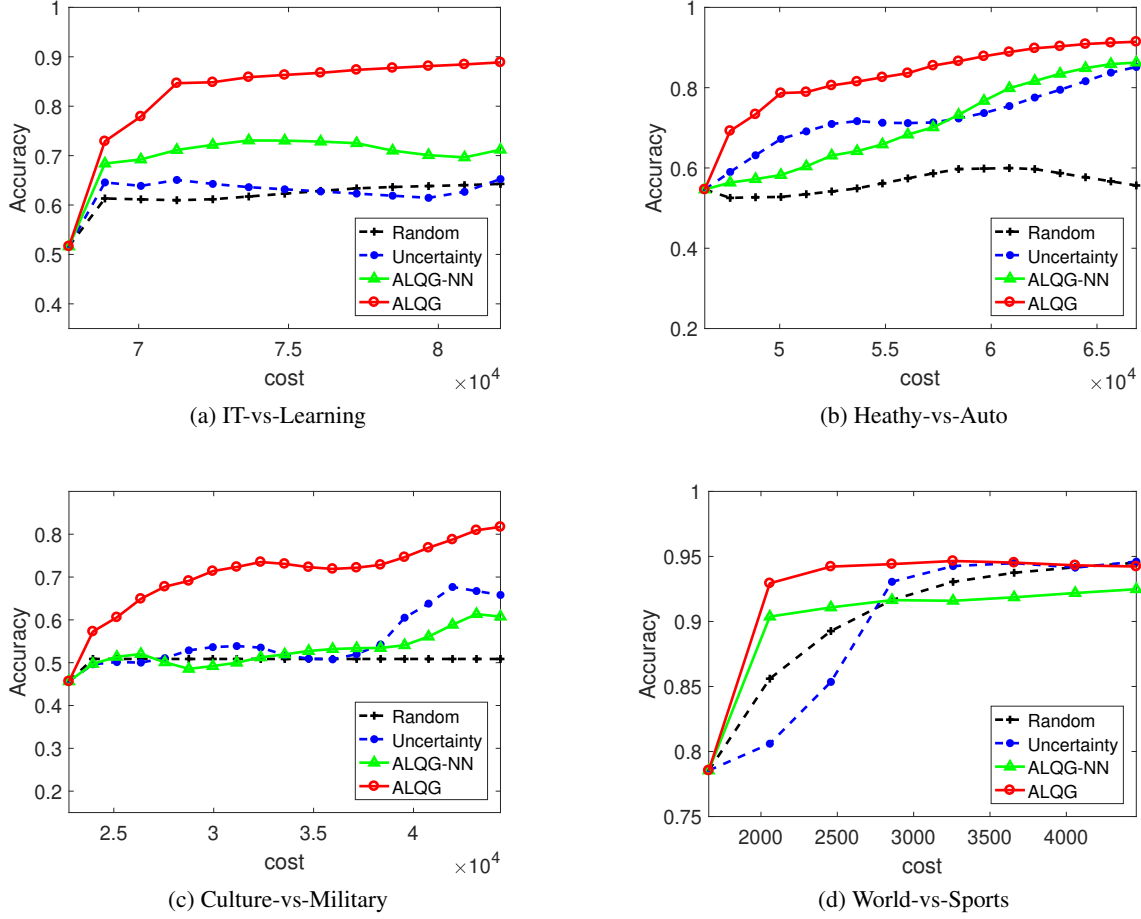 1
0.9
0.8
0.7
0.6
0.5
0.4
Accuracy
7
7.5
8
cost
×10^4
Random
Uncertainty
ALQG-NN
ALQG
(a) IT-vs-Learning
1
0.8
0.6
0.4
0.2
Accuracy
5
5.5
6
6.5
cost
×10^4
Random
Uncertainty
ALQG-NN
ALQG
(b) Heathy-vs-Auto
0.8
0.7
0.6
0.5
0.4
0.3
0.2
Accuracy
2.5
3
3.5
4
cost
×10^4
Random
Uncertainty
ALQG-NN
ALQG
(c) Culture-vs-Military
1
0.95
0.9
0.85
0.8
0.75
Accuracy
2000
2500
3000
3500
4000
cost
Random
Uncertainty
ALQG-NN
ALQG
(d) World-vs-Sports